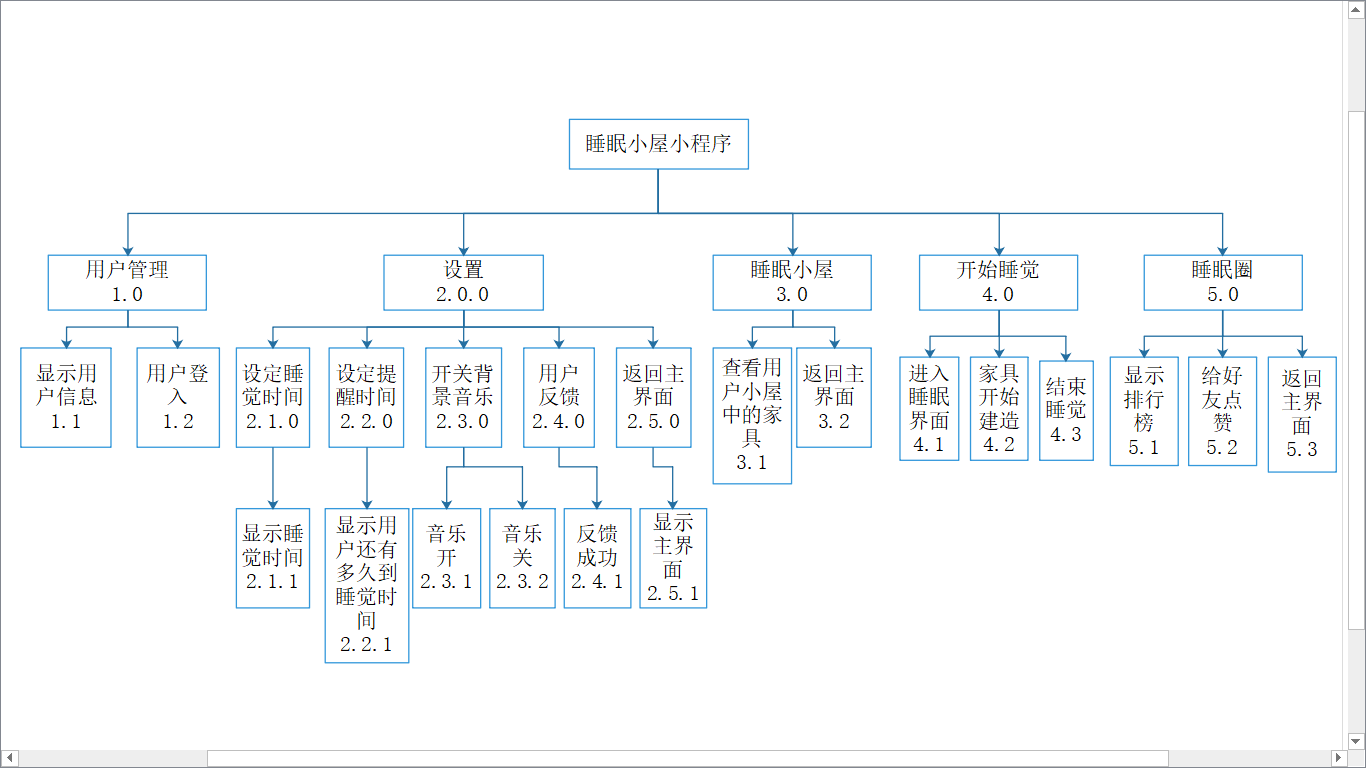 睡眠小屋小程序
用户管理
1.0
设置
2.0.0
睡眠小屋
3.0
开始睡觉
4.0
睡眠圈
5.0
显示用
户信息
1.1
用户登
入
1.2
设定睡
觉时间
2.1.0
设定提
醒时间
2.2.0
开关背
景音乐
2.3.0
用户
反馈
2.4.0
返回主
界面
2.5.0
查看用
户小屋
中的家
具
3.1
返回主
界面
3.2
进入
睡眠
界面
4.1
家具
开始
建造
4.2
结束
睡觉
4.3
显示
排行
榜
5.1
给好
友点
赞
5.2
返回
主界
面
5.3
显示睡
觉时间
2.1.1
显示用
户还有
多久到
睡觉时
间
2.2.1
音乐
开
2.3.1
音乐
关
2.3.2
反馈
成功
2.4.1
显示
主界
面
2.5.1